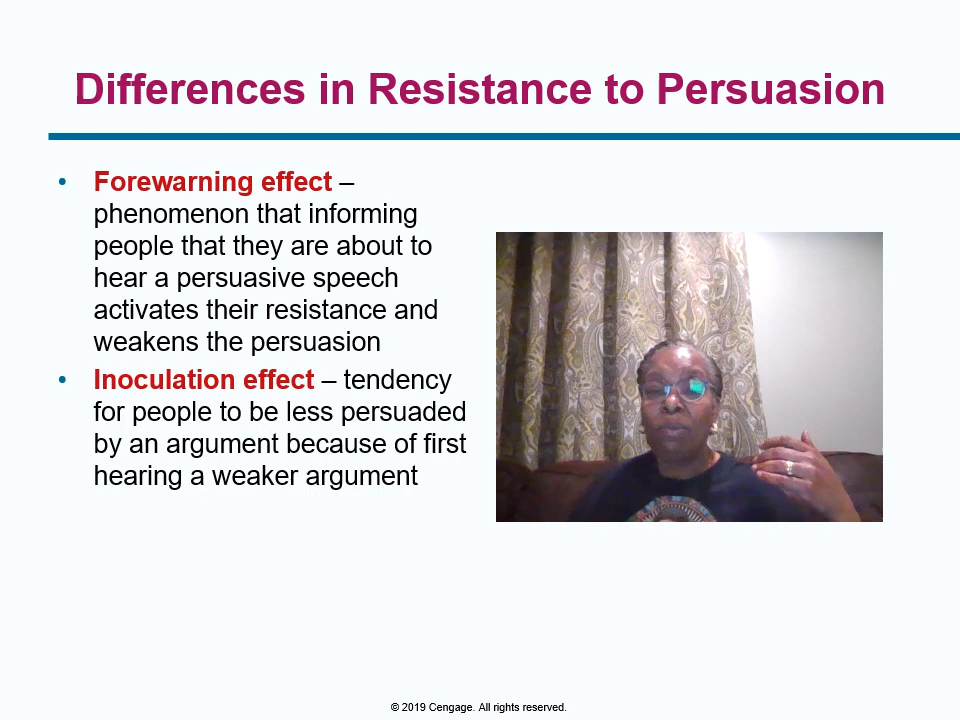 Differences in Resistance to Persuasion
• Forewarning effect –
phenomenon that informing
people that they are about to
hear a persuasive speech
activates their resistance and
weakens the persuasion
• Inoculation effect – tendency
for people to be less persuaded
by an argument because of first
hearing a weaker argument
© 2019 Cengage. All rights reserved.